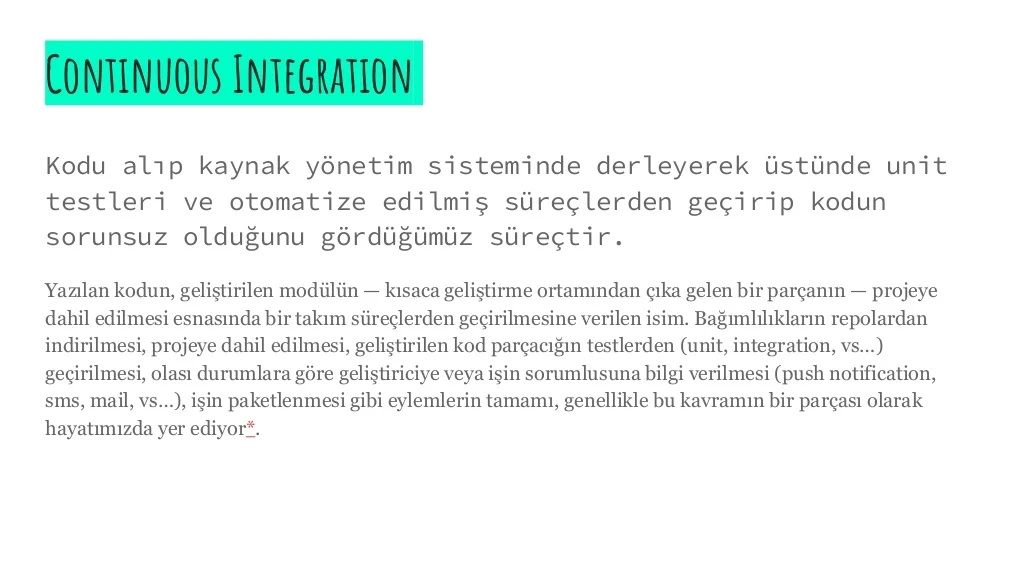 Continuous Integration
Kodu alıp kaynak yönetim sisteminde derleyerek üstünde unit
testleri ve otomatize edilmiş süreçlerden geçirip kodun
sorunsuz olduğunu gördüğümüz süreçtir.
Yazılan kodun, geliştirilen modülün — kısaca geliştirme ortamından çıka gelen bir parçanın — projeye
dahil edilmesi esnasında bir takım süreçlerden geçirilmesine verilen isim. Bağımlılıkların repolardan
indirilmesi, projeye dahil edilmesi, geliştirilen kod parçacığın testlerden (unit, integration, vs...)
geçirilmesi, olası durumlara göre geliştiriciye veya işin sorumlusuna bilgi verilmesi (push notification,
sms, mail, vs...), işin paketlenmesi gibi eylemlerin tamamı, genellikle bu kavramın bir parçası olarak
hayatımızda yer ediyor*.